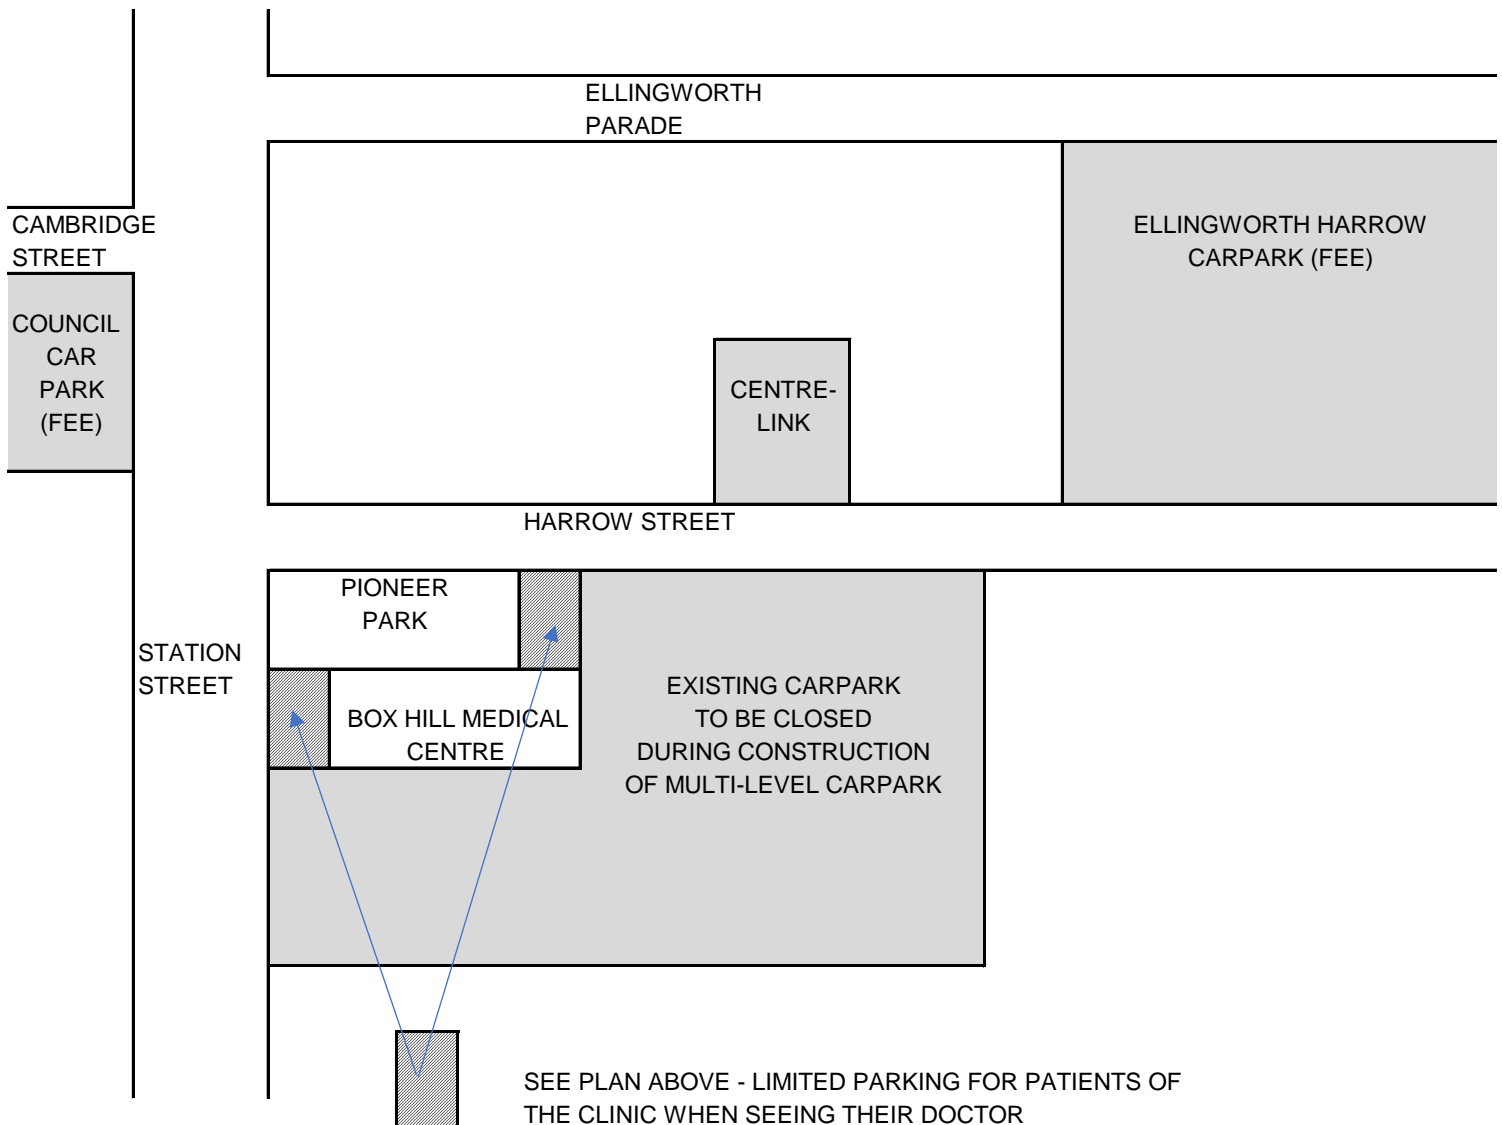 ELLINGWORTH
PARADE
CAMBRIDGE
STREET
ELLINGWORTH HARROW
CARPARK (FEE)
COUNCIL
CAR
PARK
(FEE)
CENTRE-
LINK
HARROW STREET
PIONEER
PARK
STATION
STREET
BOX HILL MEDICAL
CENTRE
EXISTING CARPARK
TO BE CLOSED
DURING CONSTRUCTION
OF MULTI-LEVEL CARPARK
SEE PLAN ABOVE - LIMITED PARKING FOR PATIENTS OF
THE CLINIC WHEN SEEING THEIR DOCTOR